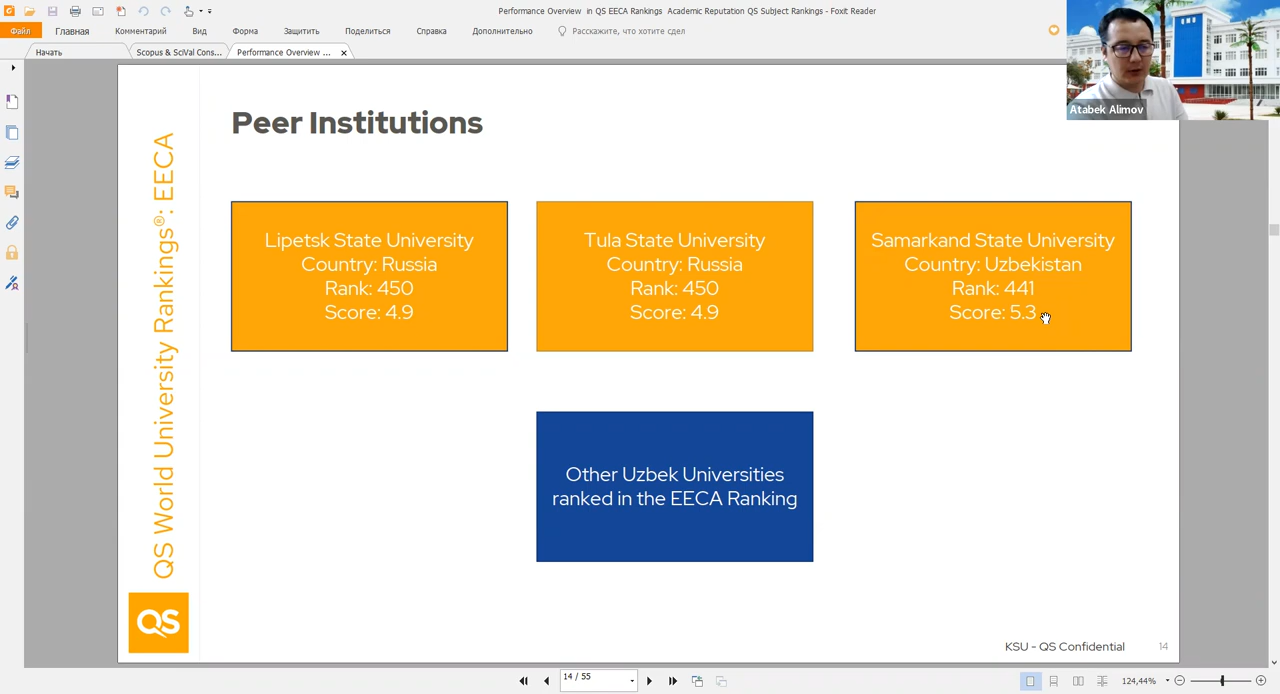 Performance Overview in QS EECA Rankings Academic Reputation QS Subject Rankings - Foxit Reader
Файл Главная Комментарий Вид Форма Защитить Поделиться Справка Дополнительно Расскажите, что хотите сделать
Начать Scopus & SciVal Cons... Performance Overview ...
Atabek Alimov
Peer Institutions
QS World University Rankings®: EECA
Lipetsk State University
Country: Russia
Rank: 450
Score: 4.9
Tula State University
Country: Russia
Rank: 450
Score: 4.9
Samarkand State University
Country: Uzbekistan
Rank: 441
Score: 5.3
Other Uzbek Universities
ranked in the EECA Ranking
QS
KSU - QS Confidential 14
14 / 55
124,44%